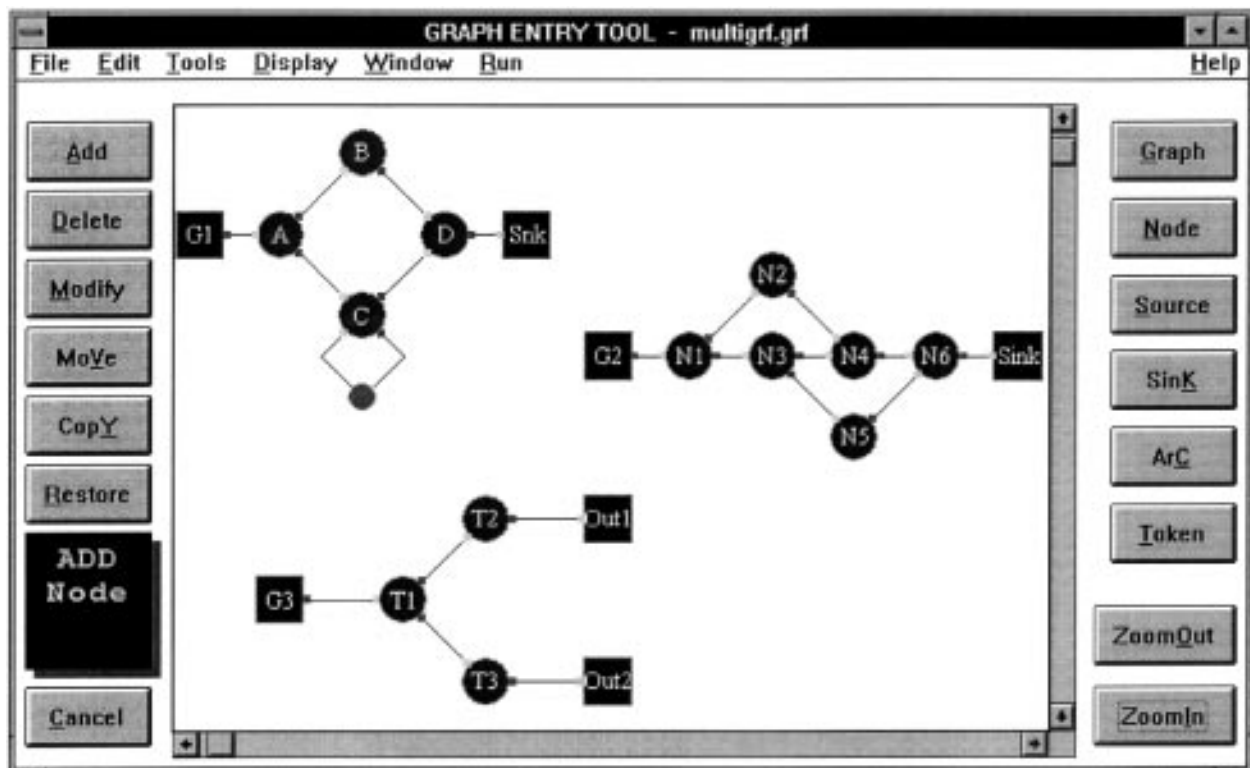 GRAPH ENTRY TOOL - multigrf.grf
File Edit Tools Display Window Run Help
Add
Delete
Modify
MoVe
CopY
Restore
ADD
Node
Cancel
B
G1 A D Snk
C
N2
G2 N1 N3 N4 N6 Sink
N5
T2 Out1
G3 T1
T3 Out2
Graph
Node
Source
SinK
ArC
Token
ZoomOut
ZoomIn